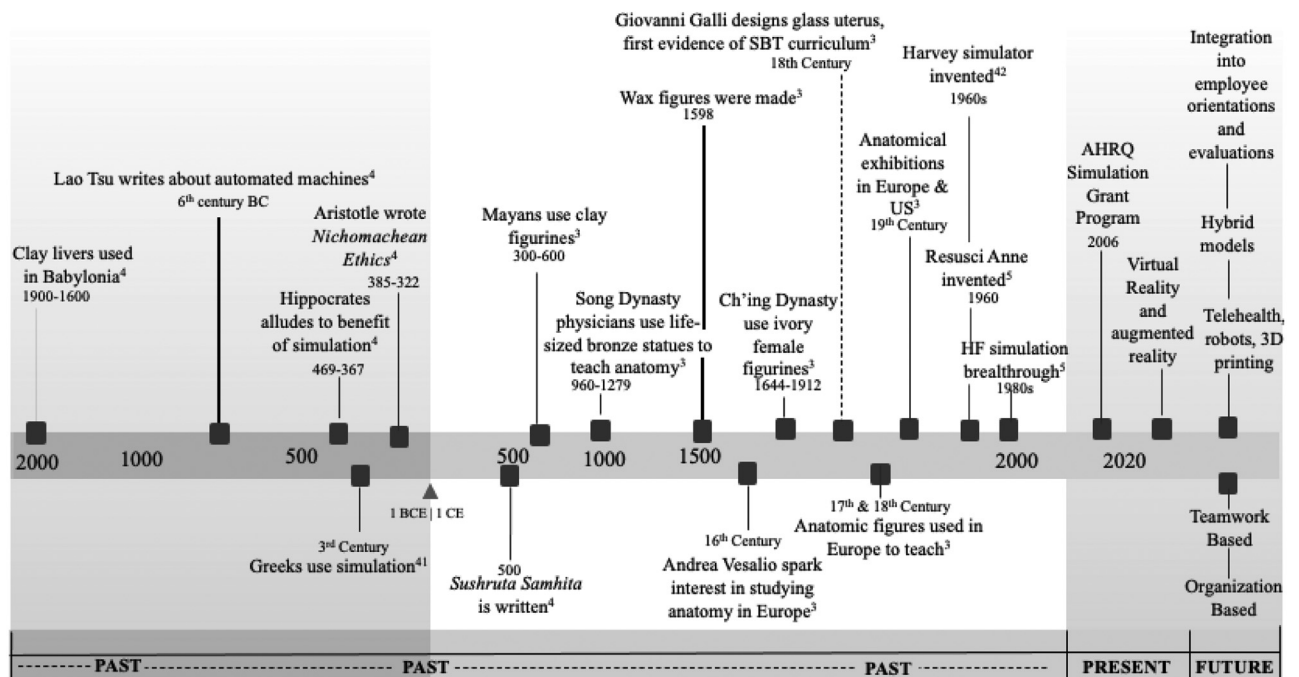 Clay livers used
in Babylonia4
1900-1600
Lao Tsu writes about automated machines4
6th century BC
Hippocrates
alludes to benefit
of simulation4
469-367
Aristotle wrote
Nichomachean
Ethics4
385-322
Mayans use clay
figurines3
300-600
Song Dynasty
physicians use life-
sized bronze statues to
teach anatomy3
960-1279
Wax figures were made3
1598
Ch'ing Dynasty
use ivory
female
figurines3
1644-1912
Giovanni Galli designs glass uterus,
first evidence of SBT curriculum3
18th Century
Anatomical
exhibitions
in Europe &
US3
19th Century
Harvey simulator
invented42
1960s
Resusci Anne
invented5
1960
HF simulation
breakthrough5
1980s
AHRQ
Simulation
Grant
Program
2006
Virtual
Reality
and
augmented
reality
Integration
into
employee
orientations
and
evaluations
Hybrid
models
Telehealth,
robots, 3D
printing
2000 1000 500 500 1000 1500 2000 2020
1 BCE | 1 CE
3rd Century
Greeks use simulation41
500
Sushruta Samhita
is written4
16th Century
Andrea Vesalio spark
interest in studying
anatomy in Europe3
17th & 18th Century
Anatomic figures used in
Europe to teach3
Teamwork
Based
Organization
Based
PAST PAST PAST PRESENT FUTURE